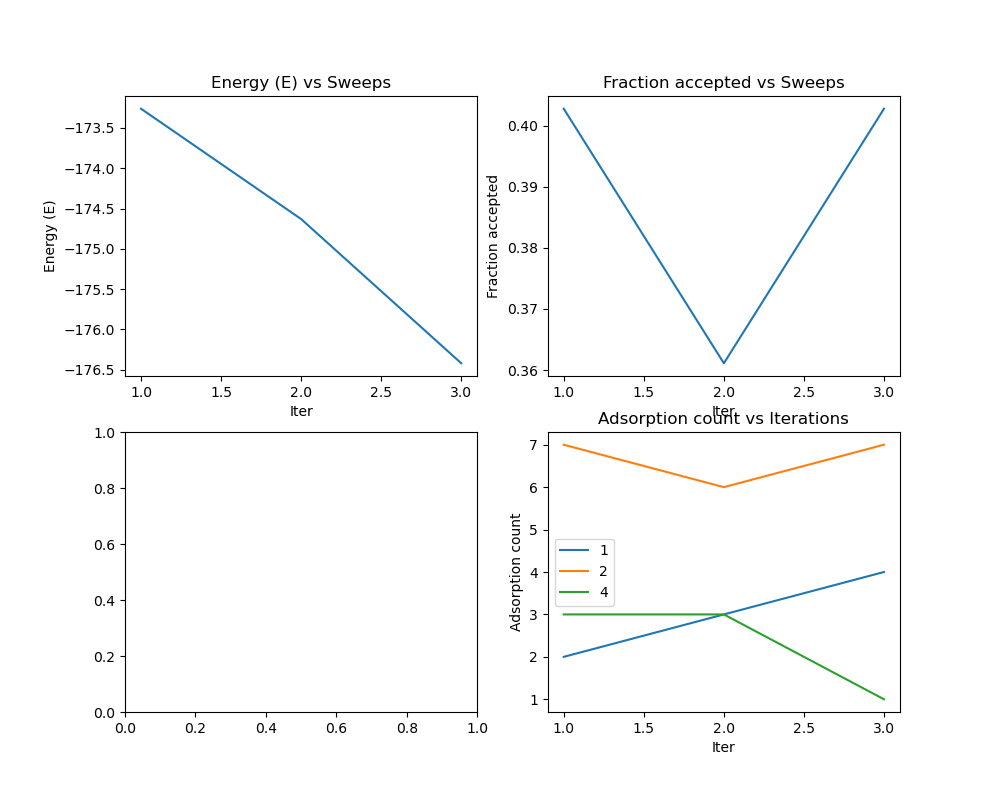 Energy (E) vs Sweeps
Energy (E)
−173.5
−174.0
−174.5
−175.0
−175.5
−176.0
−176.5
1.0 1.5 2.0 2.5 3.0
Iter
Fraction accepted vs Sweeps
Fraction accepted
0.40
0.39
0.38
0.37
0.36
1.0 1.5 2.0 2.5 3.0
Iter
1.0
0.8
0.6
0.4
0.2
0.0
0.0 0.2 0.4 0.6 0.8 1.0
Adsorption count vs Iterations
Adsorption count
7
6
5
4
3
2
1
1
2
4
1.0 1.5 2.0 2.5 3.0
Iter